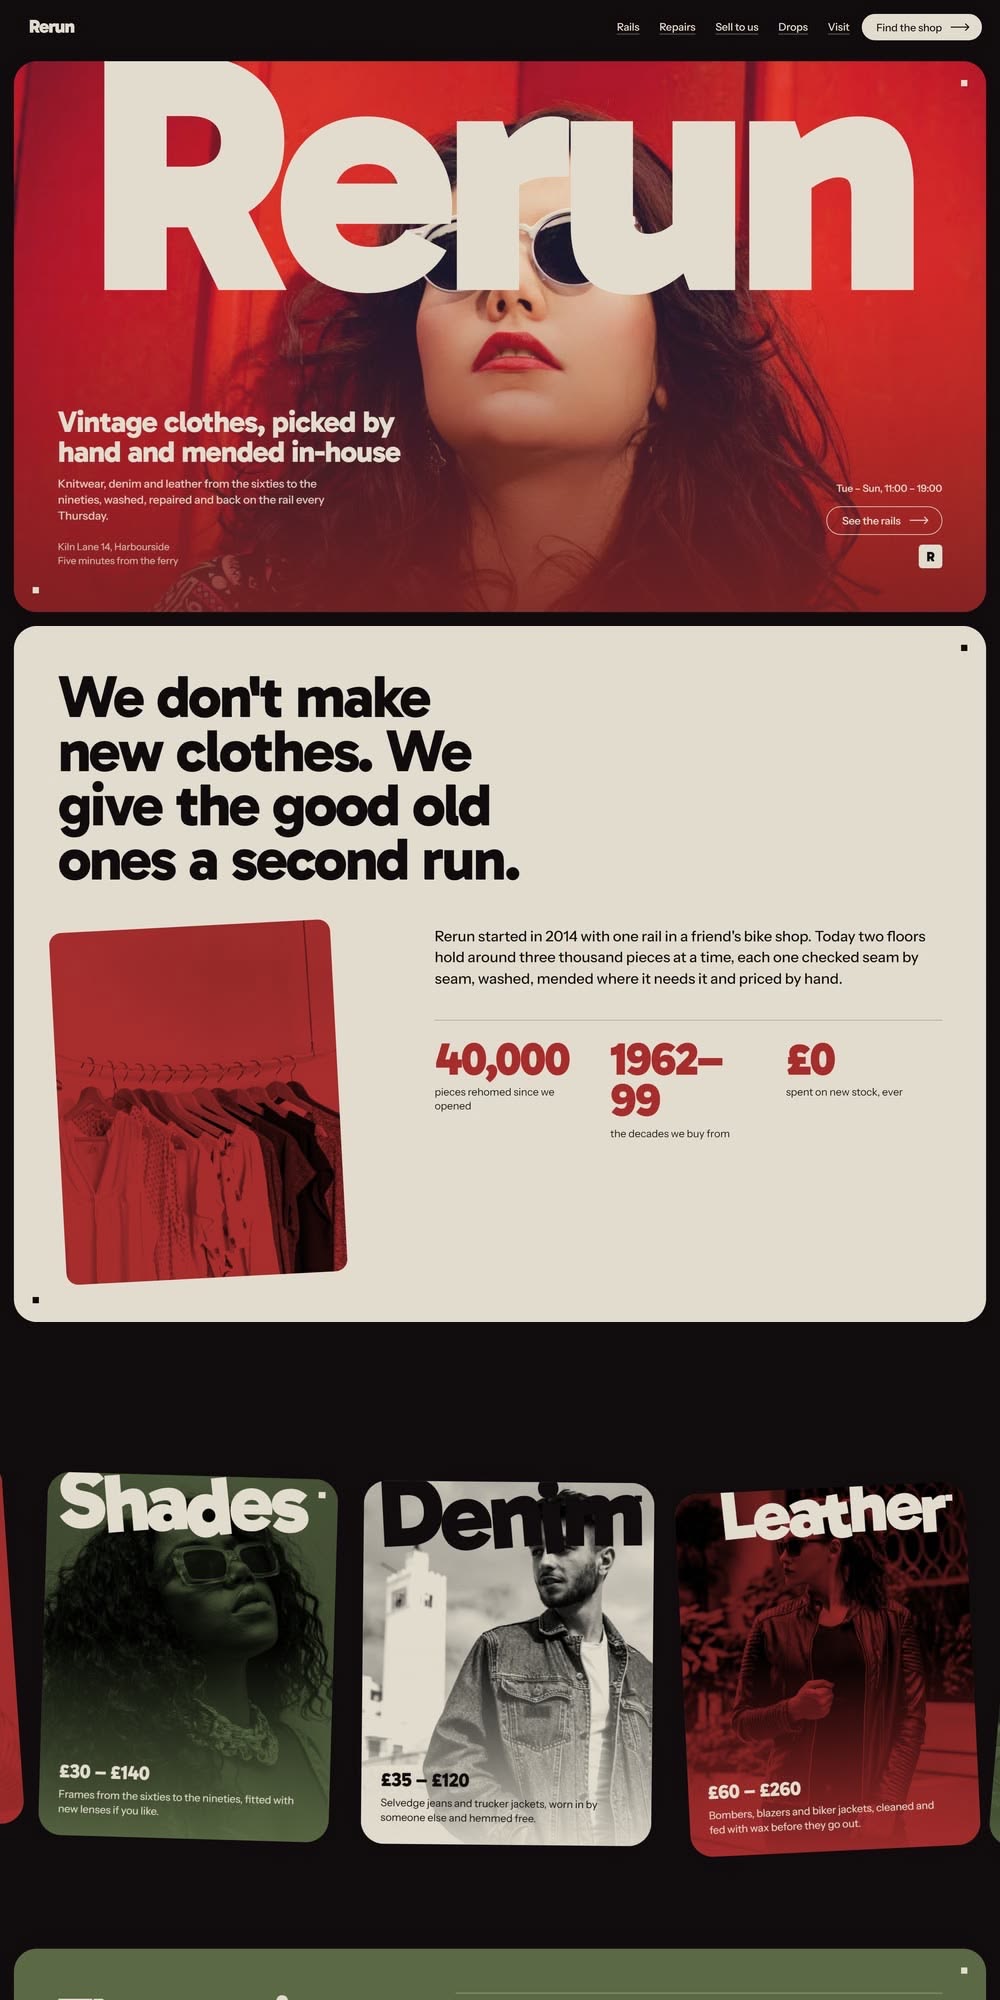 Rerun
Rails
Repairs
Sell to us
Drops
Visit
Find the shop
Rerun
Vintage clothes, picked by
hand and mended in-house
Knitwear, denim and leather from the sixties to the
nineties, washed, repaired and back on the rail every
Thursday.
Kiln Lane 14, Harbourside
Five minutes from the ferry
Tue – Sun, 11:00 – 19:00
See the rails
R
We don't make
new clothes. We
give the good old
ones a second run.
Rerun started in 2014 with one rail in a friend's bike shop. Today two floors
hold around three thousand pieces at a time, each one checked seam by
seam, washed, mended where it needs it and priced by hand.
40,000
pieces rehomed since we
opened
1962–
99
the decades we buy from
£0
spent on new stock, ever
Shades
£30 – £140
Frames from the sixties to the nineties, fitted with
new lenses if you like.
Denim
£35 – £120
Selvedge jeans and trucker jackets, worn in by
someone else and hemmed free.
Leather
£60 – £260
Bombers, blazers and biker jackets, cleaned and
fed with wax before they go out.